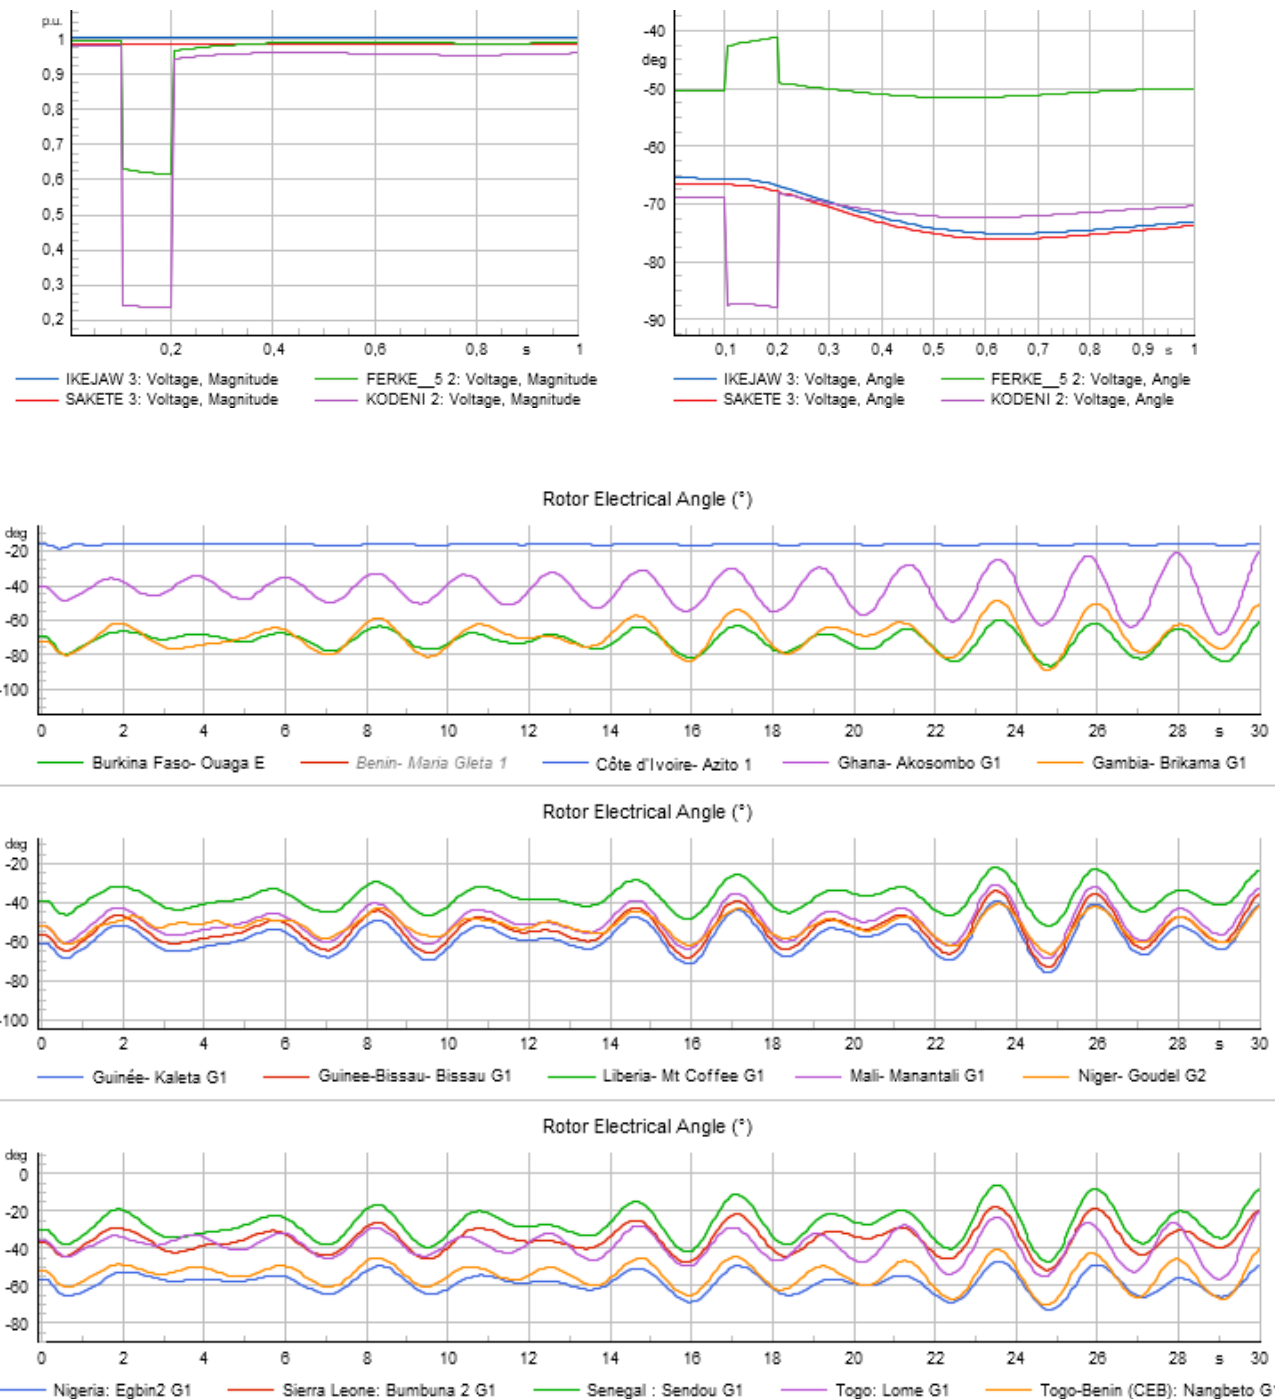 p.u.
1
0,9
0,8
0,7
0,6
0,5
0,4
0,3
0,2
0,2 0,4 0,6 0,8 s 1
IKEJAW 3: Voltage, Magnitude FERKE__5 2: Voltage, Magnitude
SAKETE 3: Voltage, Magnitude KODENI 2: Voltage, Magnitude
-40
deg
-50
-60
-70
-80
-90
0,1 0,2 0,3 0,4 0,5 0,6 0,7 0,8 0,9 s 1
IKEJAW 3: Voltage, Angle FERKE__5 2: Voltage, Angle
SAKETE 3: Voltage, Angle KODENI 2: Voltage, Angle
Rotor Electrical Angle (°)
deg
-20
-40
-60
-80
-100
0 2 4 6 8 10 12 14 16 18 20 22 24 26 28 s 30
Burkina Faso- Ouaga E Benin- Maria Gleta 1 Côte d'Ivoire- Azito 1 Ghana- Akosombo G1 Gambia- Brikama G1
Rotor Electrical Angle (°)
deg
-20
-40
-60
-80
-100
0 2 4 6 8 10 12 14 16 18 20 22 24 26 28 s 30
Guinée- Kaleta G1 Guinee-Bissau- Bissau G1 Liberia- Mt Coffee G1 Mali- Manantali G1 Niger- Goudel G2
Rotor Electrical Angle (°)
deg
0
-20
-40
-60
-80
0 2 4 6 8 10 12 14 16 18 20 22 24 26 28 s 30
Nigeria: Egbin2 G1 Sierra Leone: Bumbuna 2 G1 Senegal : Sendou G1 Togo: Lome G1 Togo-Benin (CEB): Nangbeto G